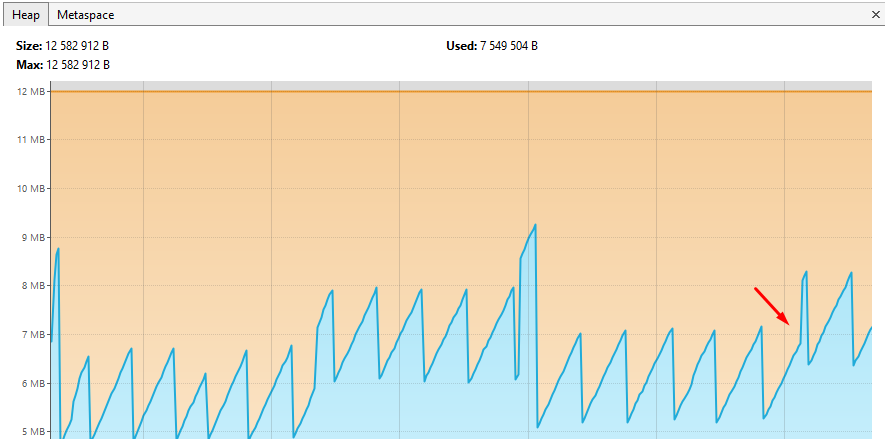 Heap Metaspace ×
Size: 12 582 912 B Used: 7 549 504 B
Max: 12 582 912 B
12 MB
11 MB
10 MB
9 MB
8 MB
7 MB
6 MB
5 MB